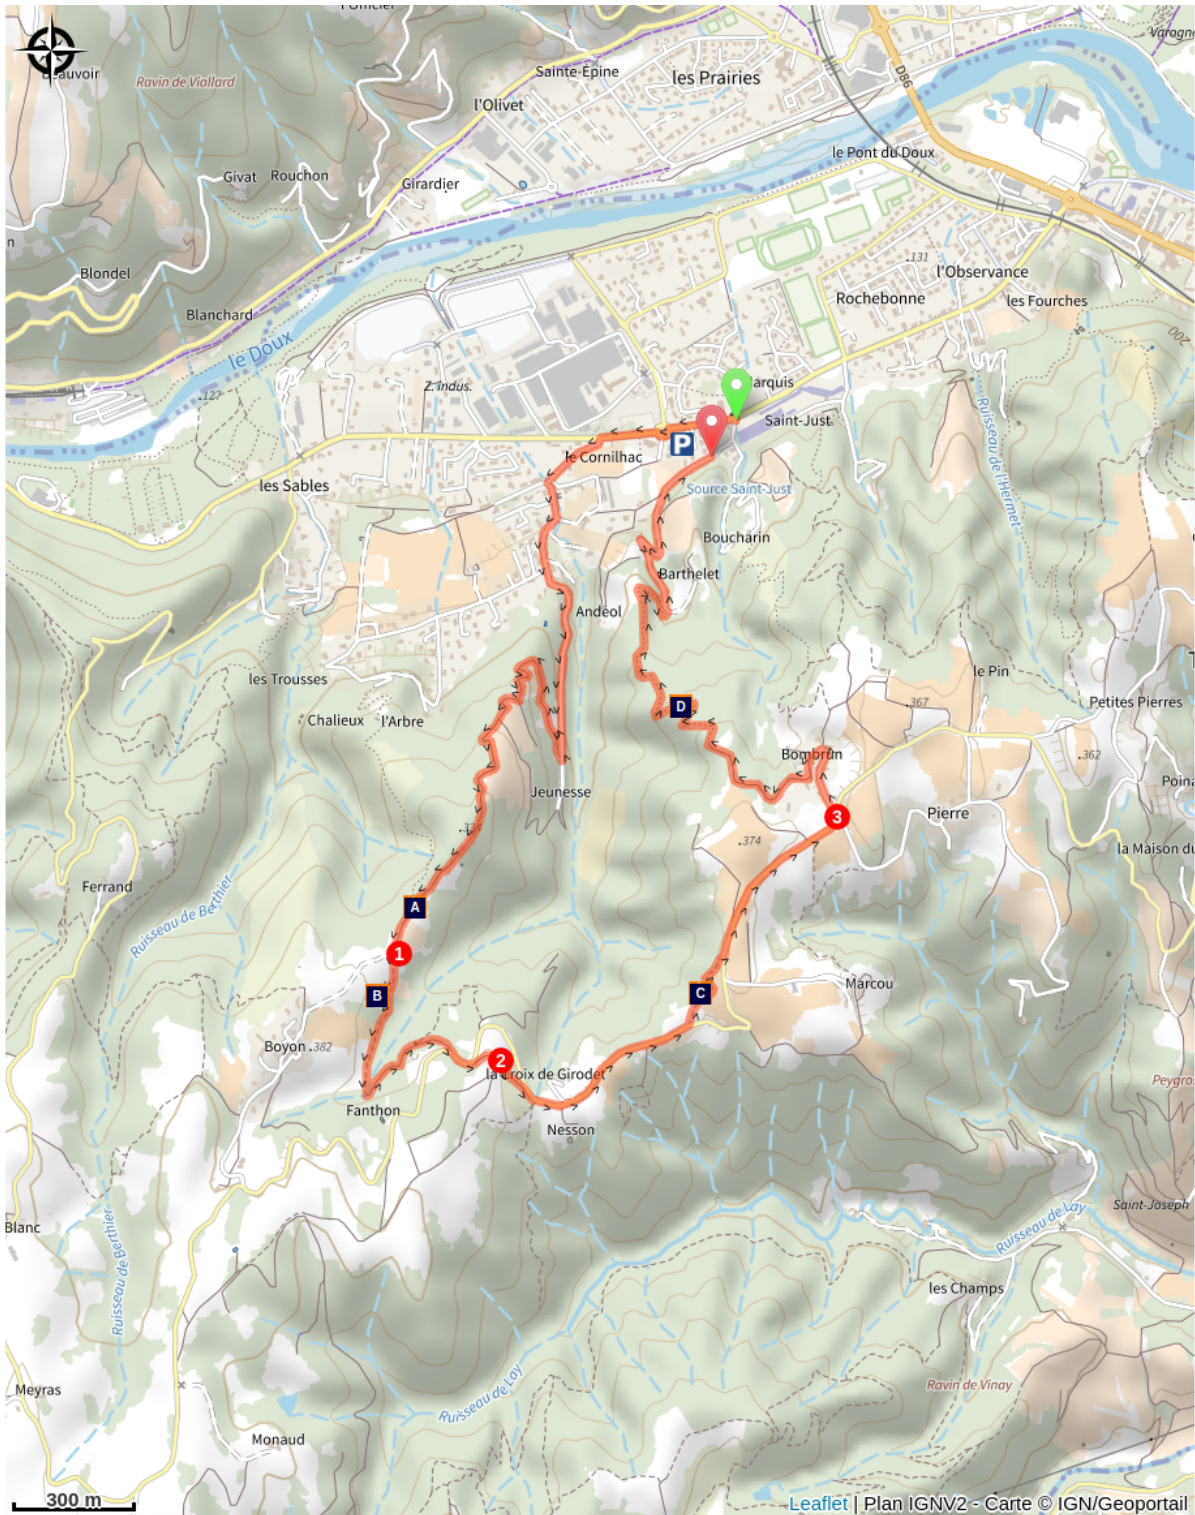 l'Officier
Varogne
Beauvoir
Ravin de Viallard
Sainte-Épine
les Prairies
D86
l'Olivet
le Pont du Doux
Givat
Rouchon
Girardier
n
Blondel
.131
l'Observance
Rochebonne
les Fourches
Blanchard
le Doux
200
Z. indus.
arquis
.127
Saint-Just
P
le Cornilhac
les Sables
Source Saint-Just
Ruisseau de l'Hermet
Boucharin
Barthelet
Andéol
les Trousses
le Pin
Petites Pierres
.367
D
Chalieux
l'Arbre
Bombrun
.362
Jeunesse
Poina
3
Pierre
.374
la Maison du
Ferrand
A
Ruisseau de Berthier
1
B
C
Marcou
Boyon
.382
2
la Croix de Girodet
Peygros
Fanthon
Nesson
Saint-Joseph
Blanc
Ruisseau de Lay
Ruisseau de Berthier
les Champs
Meyras
Ruisseau de Lay
Ravin de Vinay
Monaud
300 m
Leaflet | Plan IGNV2 - Carte © IGN/Geoportail